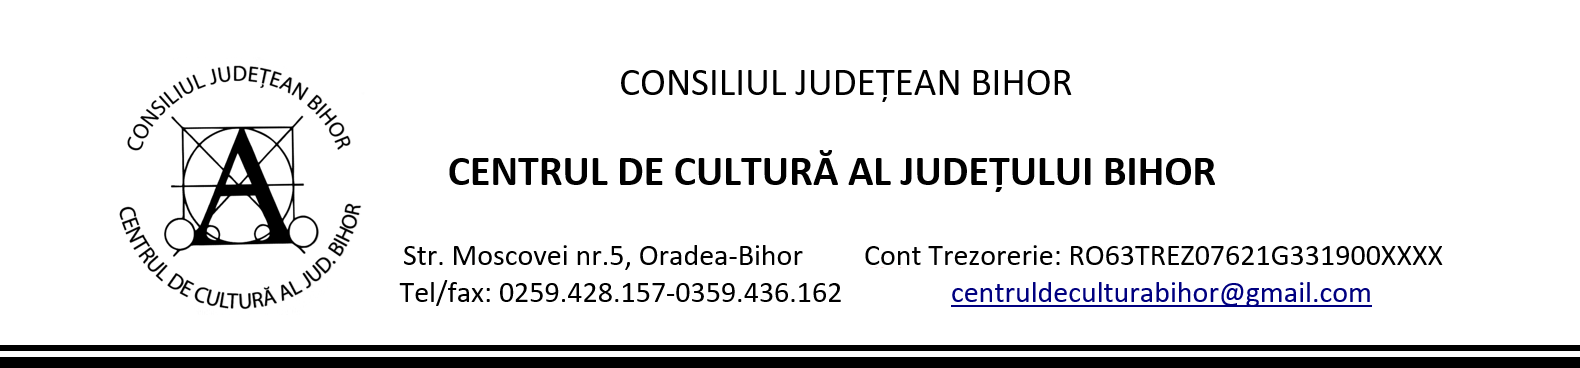 CONSILIUL JUDEȚEAN BIHOR
CENTRUL DE CULTURĂ AL JUD. BIHOR
A
CONSILIUL JUDEȚEAN BIHOR
CENTRUL DE CULTURĂ AL JUDEȚULUI BIHOR
Str. Moscovei nr.5, Oradea-Bihor Cont Trezorerie: RO63TREZ07621G331900XXXX
Tel/fax: 0259.428.157-0359.436.162 centruldeculturabihor@gmail.com